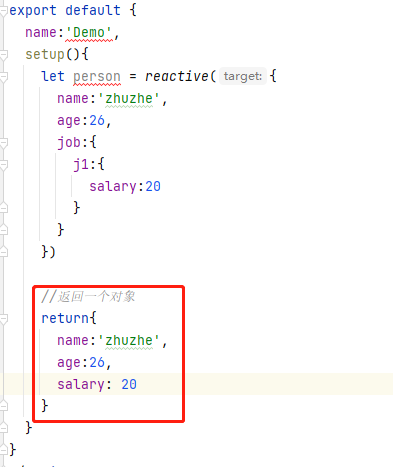 export default {
name:'Demo',
setup(){
let person = reactive( target: {
name:'zhuzhe',
age:26,
job:{
j1:{
salary:20
}
}
})
//返回一个对象
return{
name:'zhuzhe',
age:26,
salary: 20
}
}
}